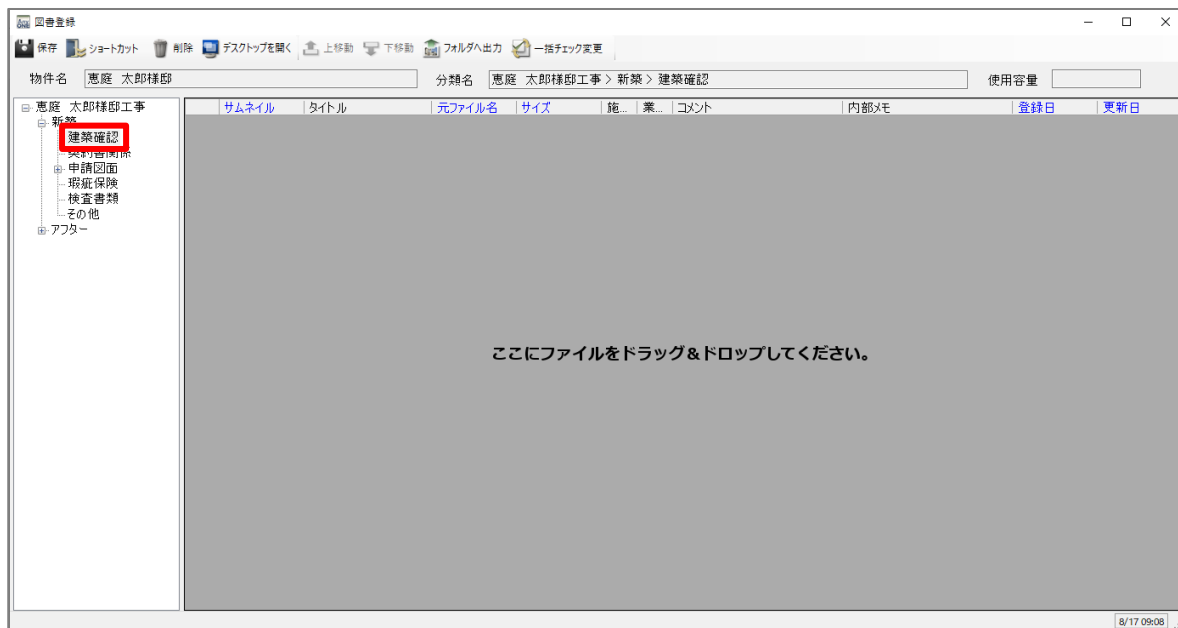 図書登録
保存 ショートカット 削除 デスクトップを開く 上移動 下移動 フォルダへ出力 一括チェック変更
物件名 恵庭 太郎様邸 分類名 恵庭 太郎様邸工事 > 新築 > 建築確認 使用容量
恵庭 太郎様邸工事
サムネイル タイトル 元ファイル名 サイズ 施... 業... コメント 内部メモ 登録日 更新日
新築
建築確認
契約書関係
申請図面
瑕疵保険
検査書類
その他
アフター
ここにファイルをドラッグ&ドロップしてください。
8/17 09:08